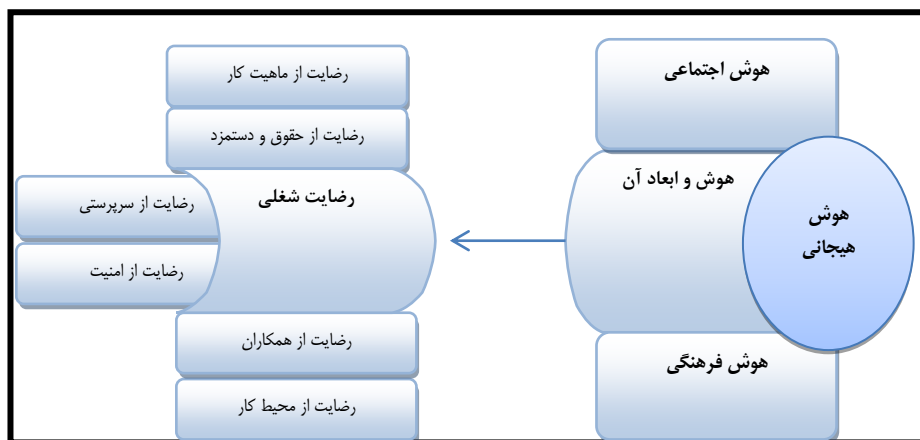 هوش اجتماعی
هوش و ابعاد آن
هوش
هیجانی
هوش فرهنگی
رضایت از ماهیت کار
رضایت از حقوق و دستمزد
رضایت شغلی
رضایت از سرپرستی
رضایت از امنیت
رضایت از همکاران
رضایت از محیط کار